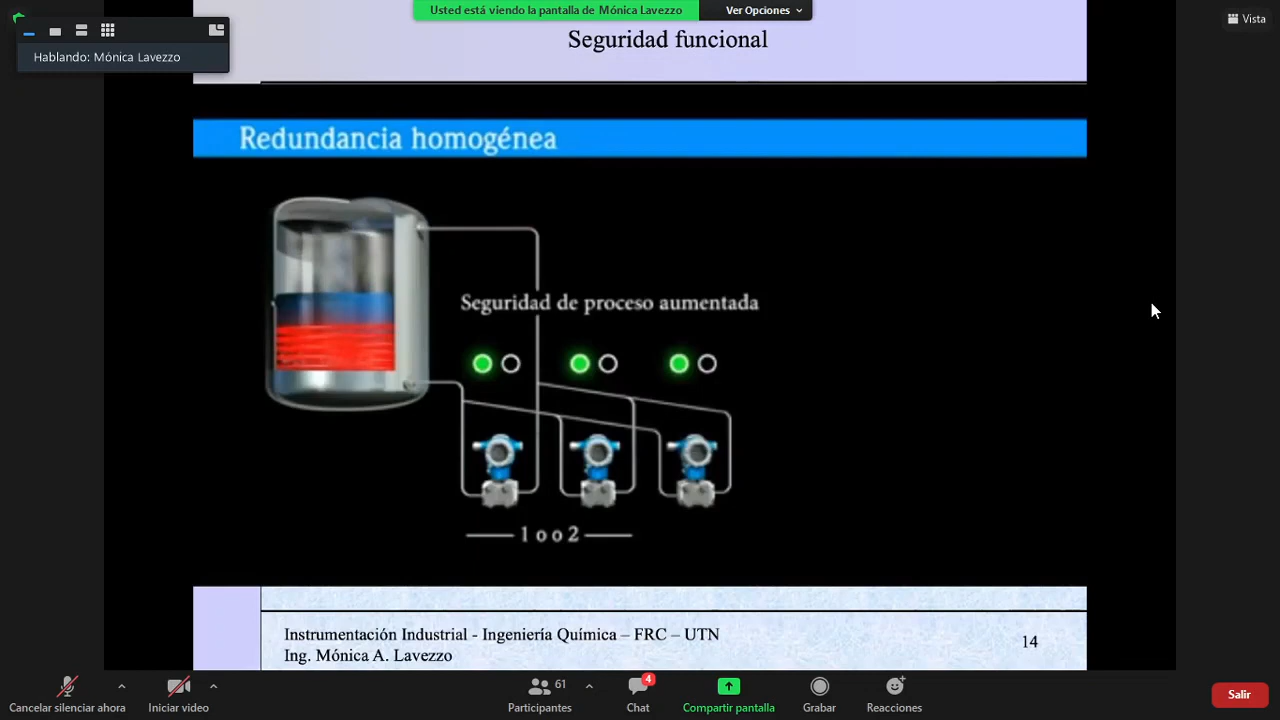 Usted está viendo la pantalla de Mónica Lavezzo
Ver Opciones
Vista
Hablando: Mónica Lavezzo
Seguridad funcional
Redundancia homogénea
Seguridad de proceso aumentada
1 o o 2
Instrumentación Industrial - Ingeniería Química – FRC – UTN
Ing. Mónica A. Lavezzo
14
Cancelar silenciar ahora
Iniciar video
61
Participantes
4
Chat
Compartir pantalla
Grabar
Reacciones
Salir